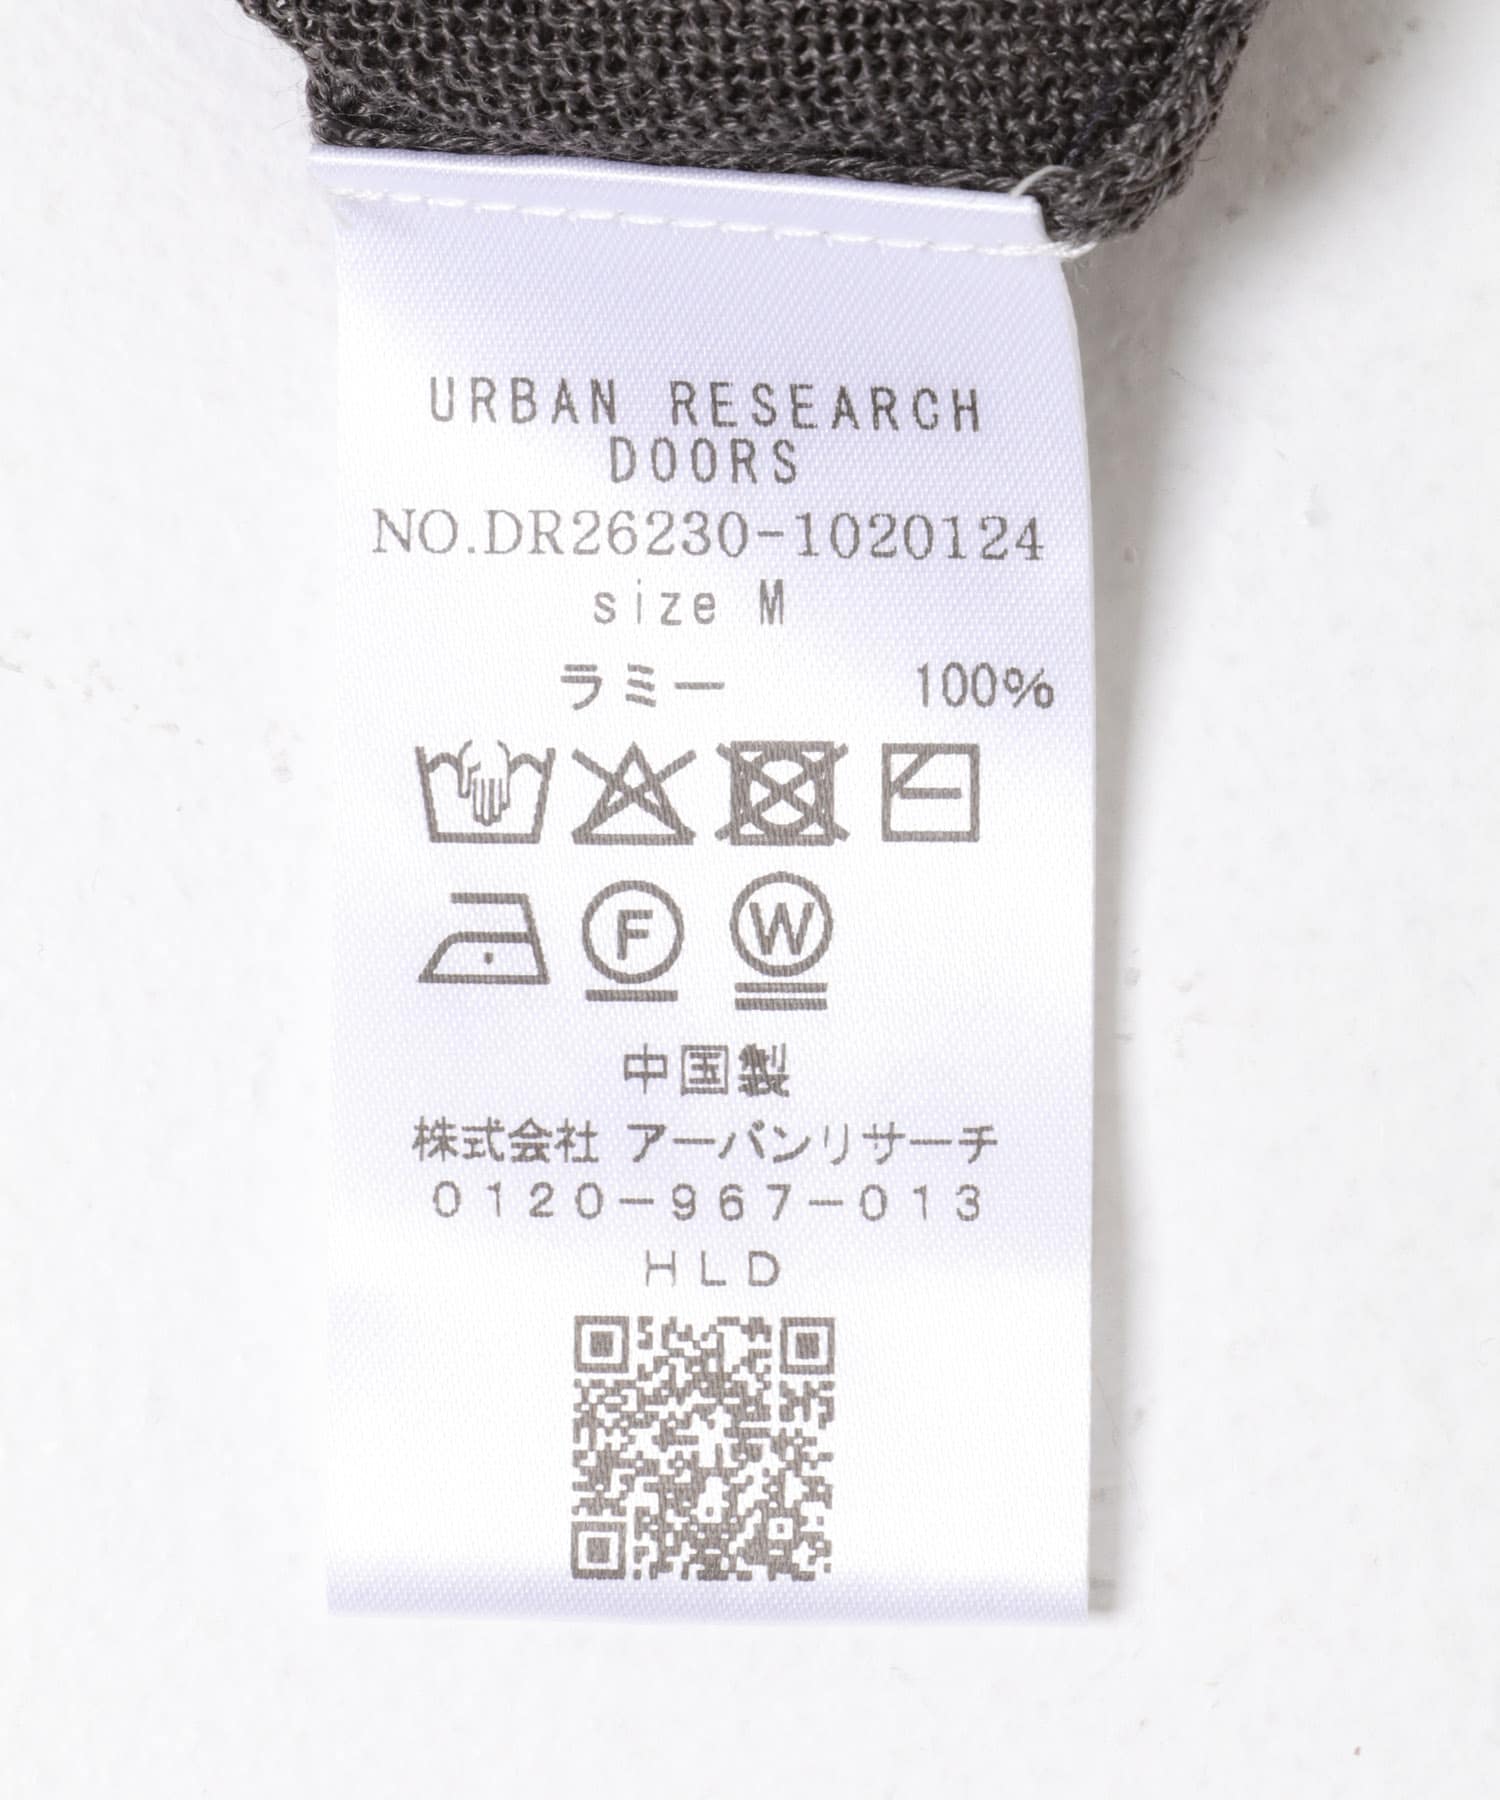 URBAN RESEARCH
DOORS
NO.DR26230-1020124
size M
ラミー 100%
F W
中国製
株式会社 アーバンリサーチ
0120-967-013
HLD